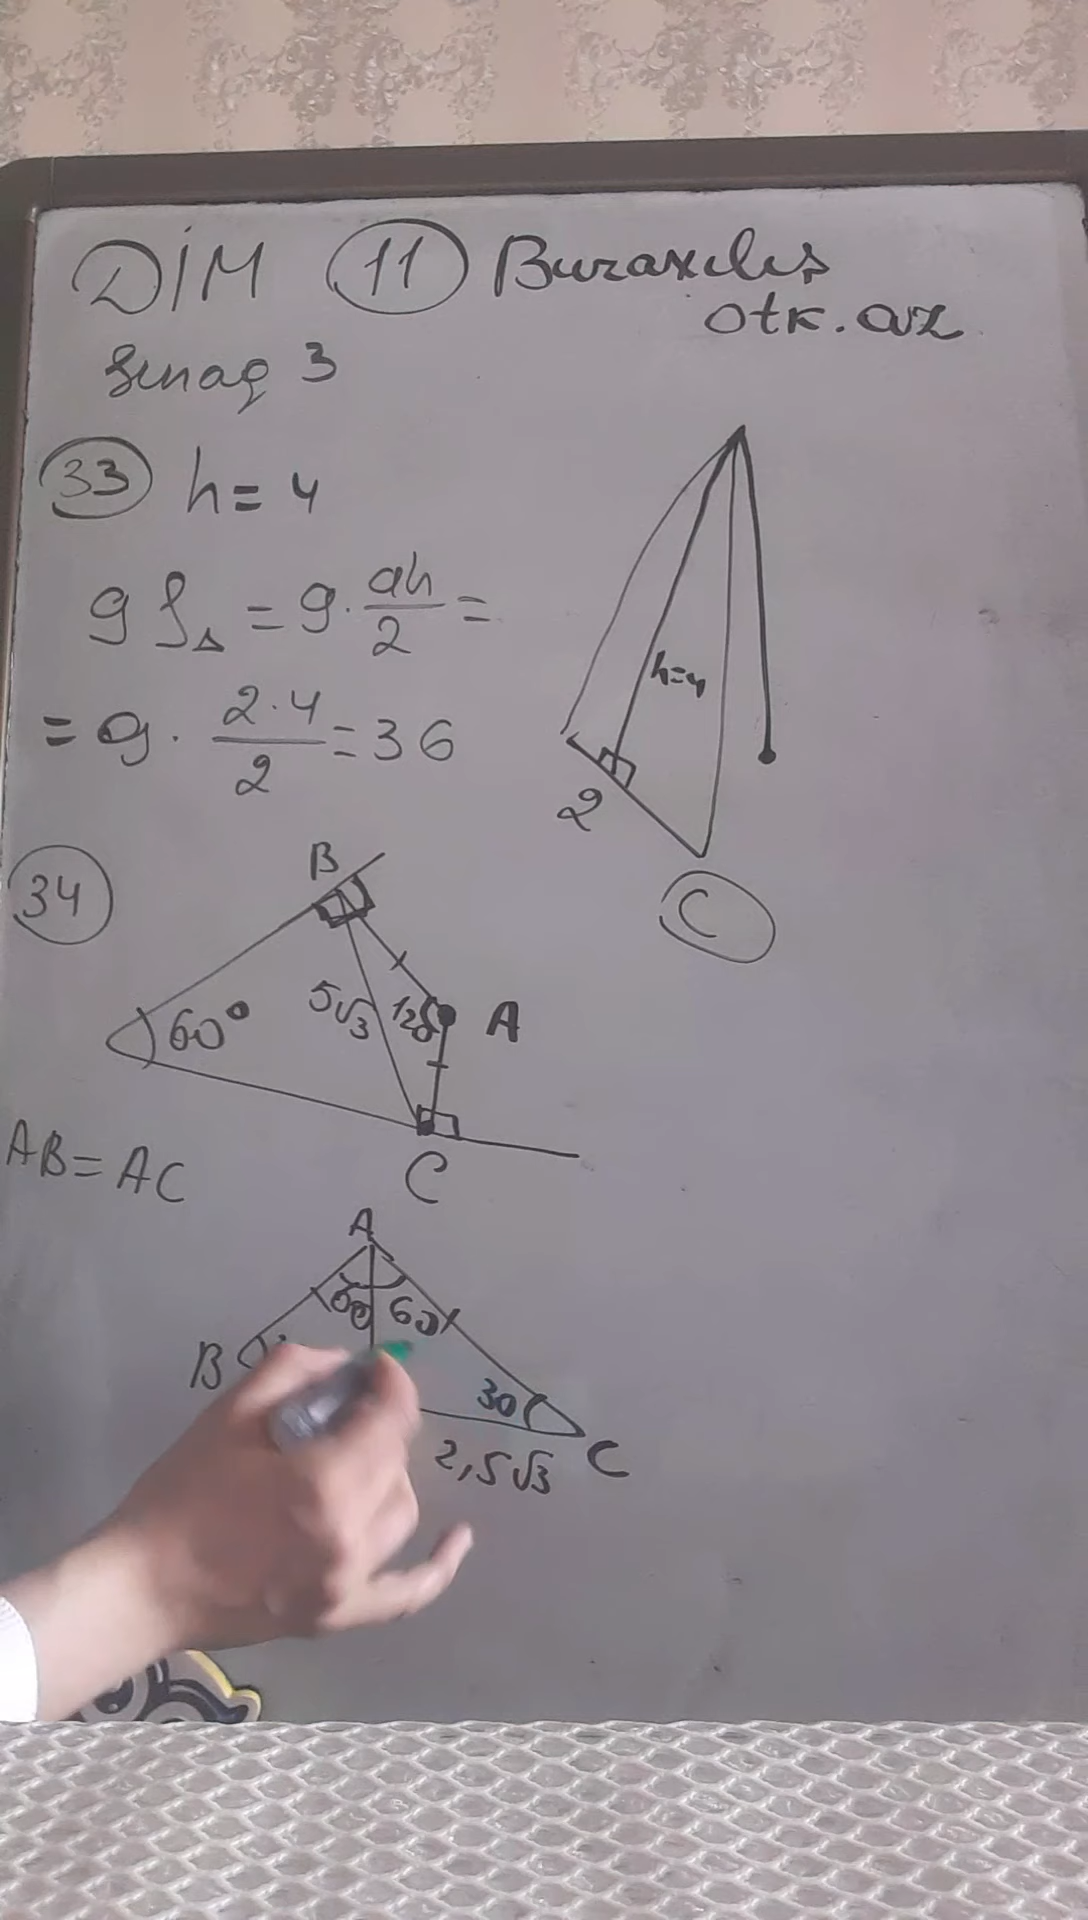 DİM 11 Buraxılış
otk.az
Sınaq 3
33 h=4
9 S△ = 9 · ah/2 =
= 9 · 2·4/2 = 36
h=4
2
C
34
B
60°
5√3
120
A
C
AB = AC
A
60 60
B
30
C
2,5√3